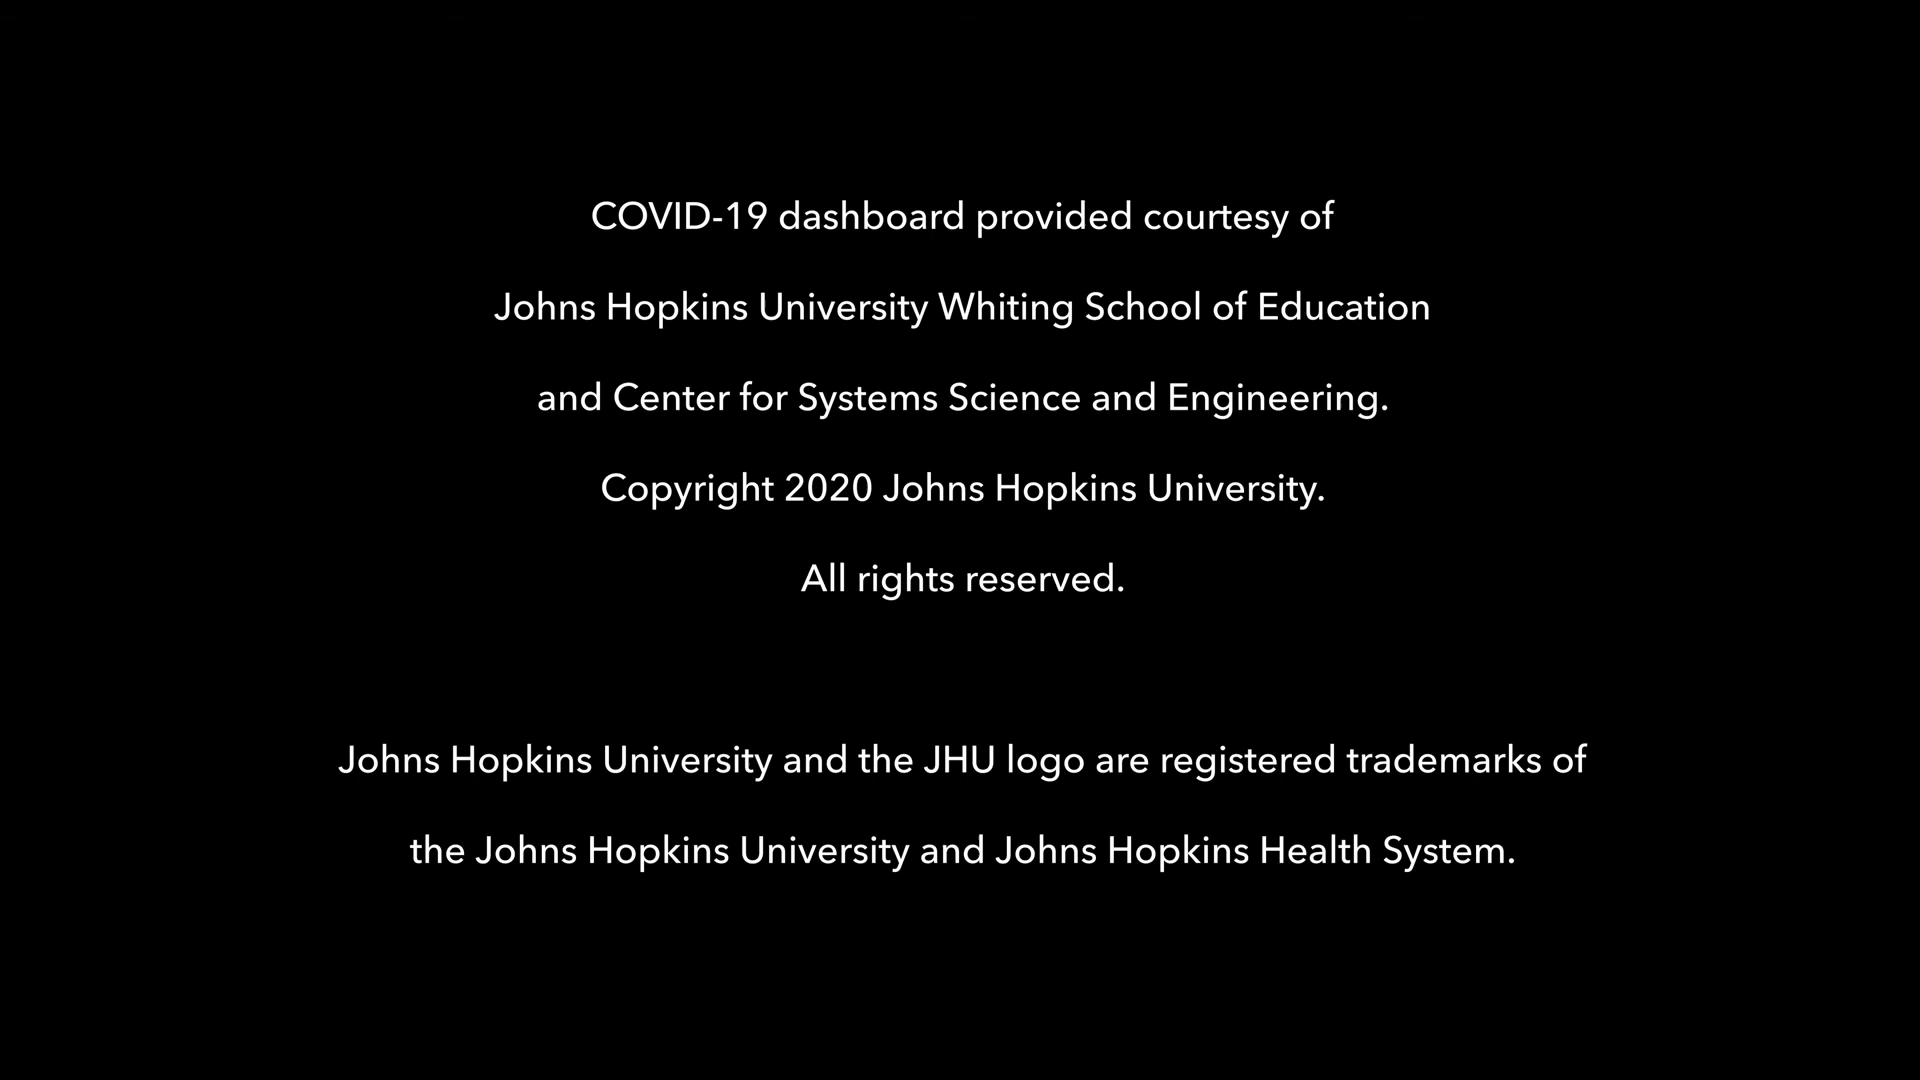 COVID-19 dashboard provided courtesy of
Johns Hopkins University Whiting School of Education
and Center for Systems Science and Engineering.
Copyright 2020 Johns Hopkins University.
All rights reserved.
Johns Hopkins University and the JHU logo are registered trademarks of
the Johns Hopkins University and Johns Hopkins Health System.